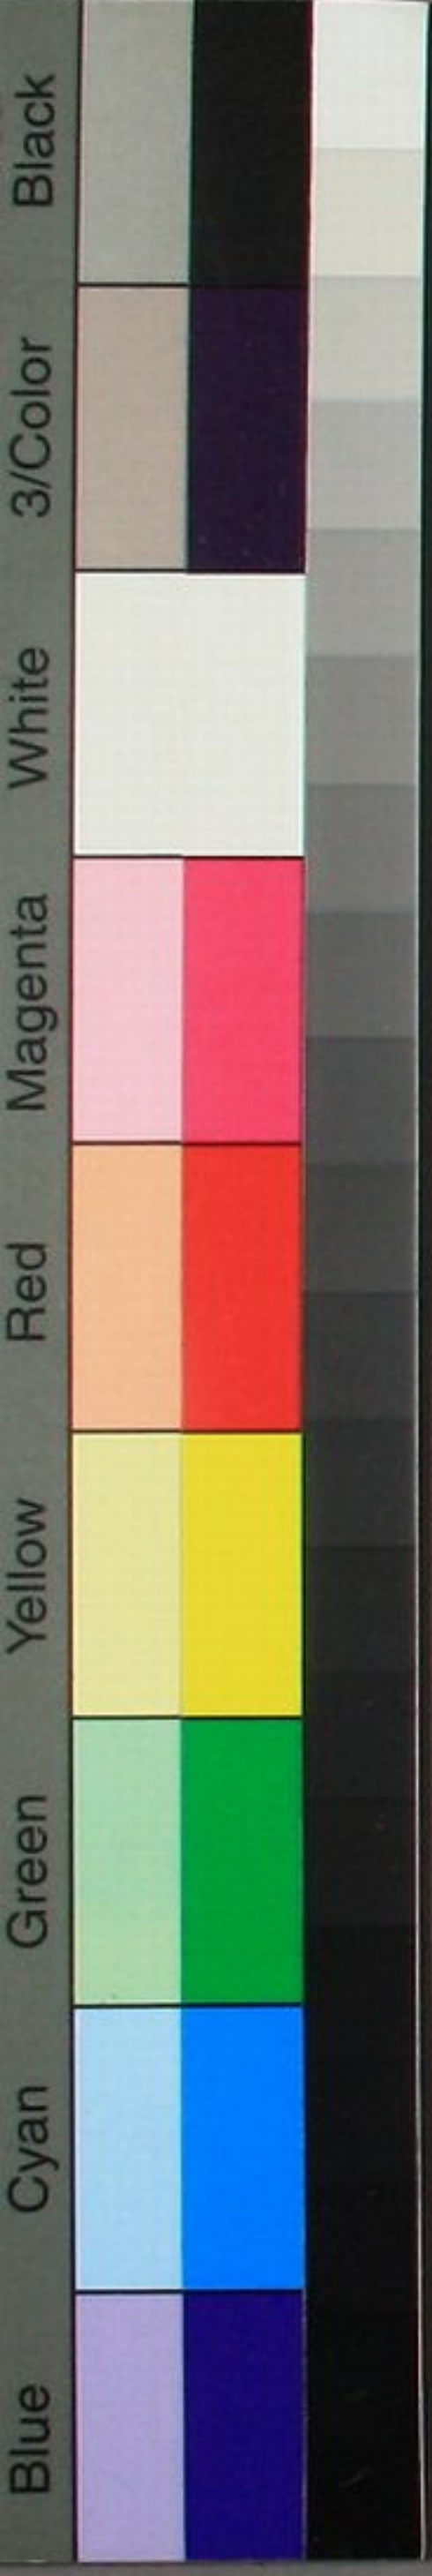 Black
3/Color
White
Magenta
Red
Yellow
Green
Cyan
Blue